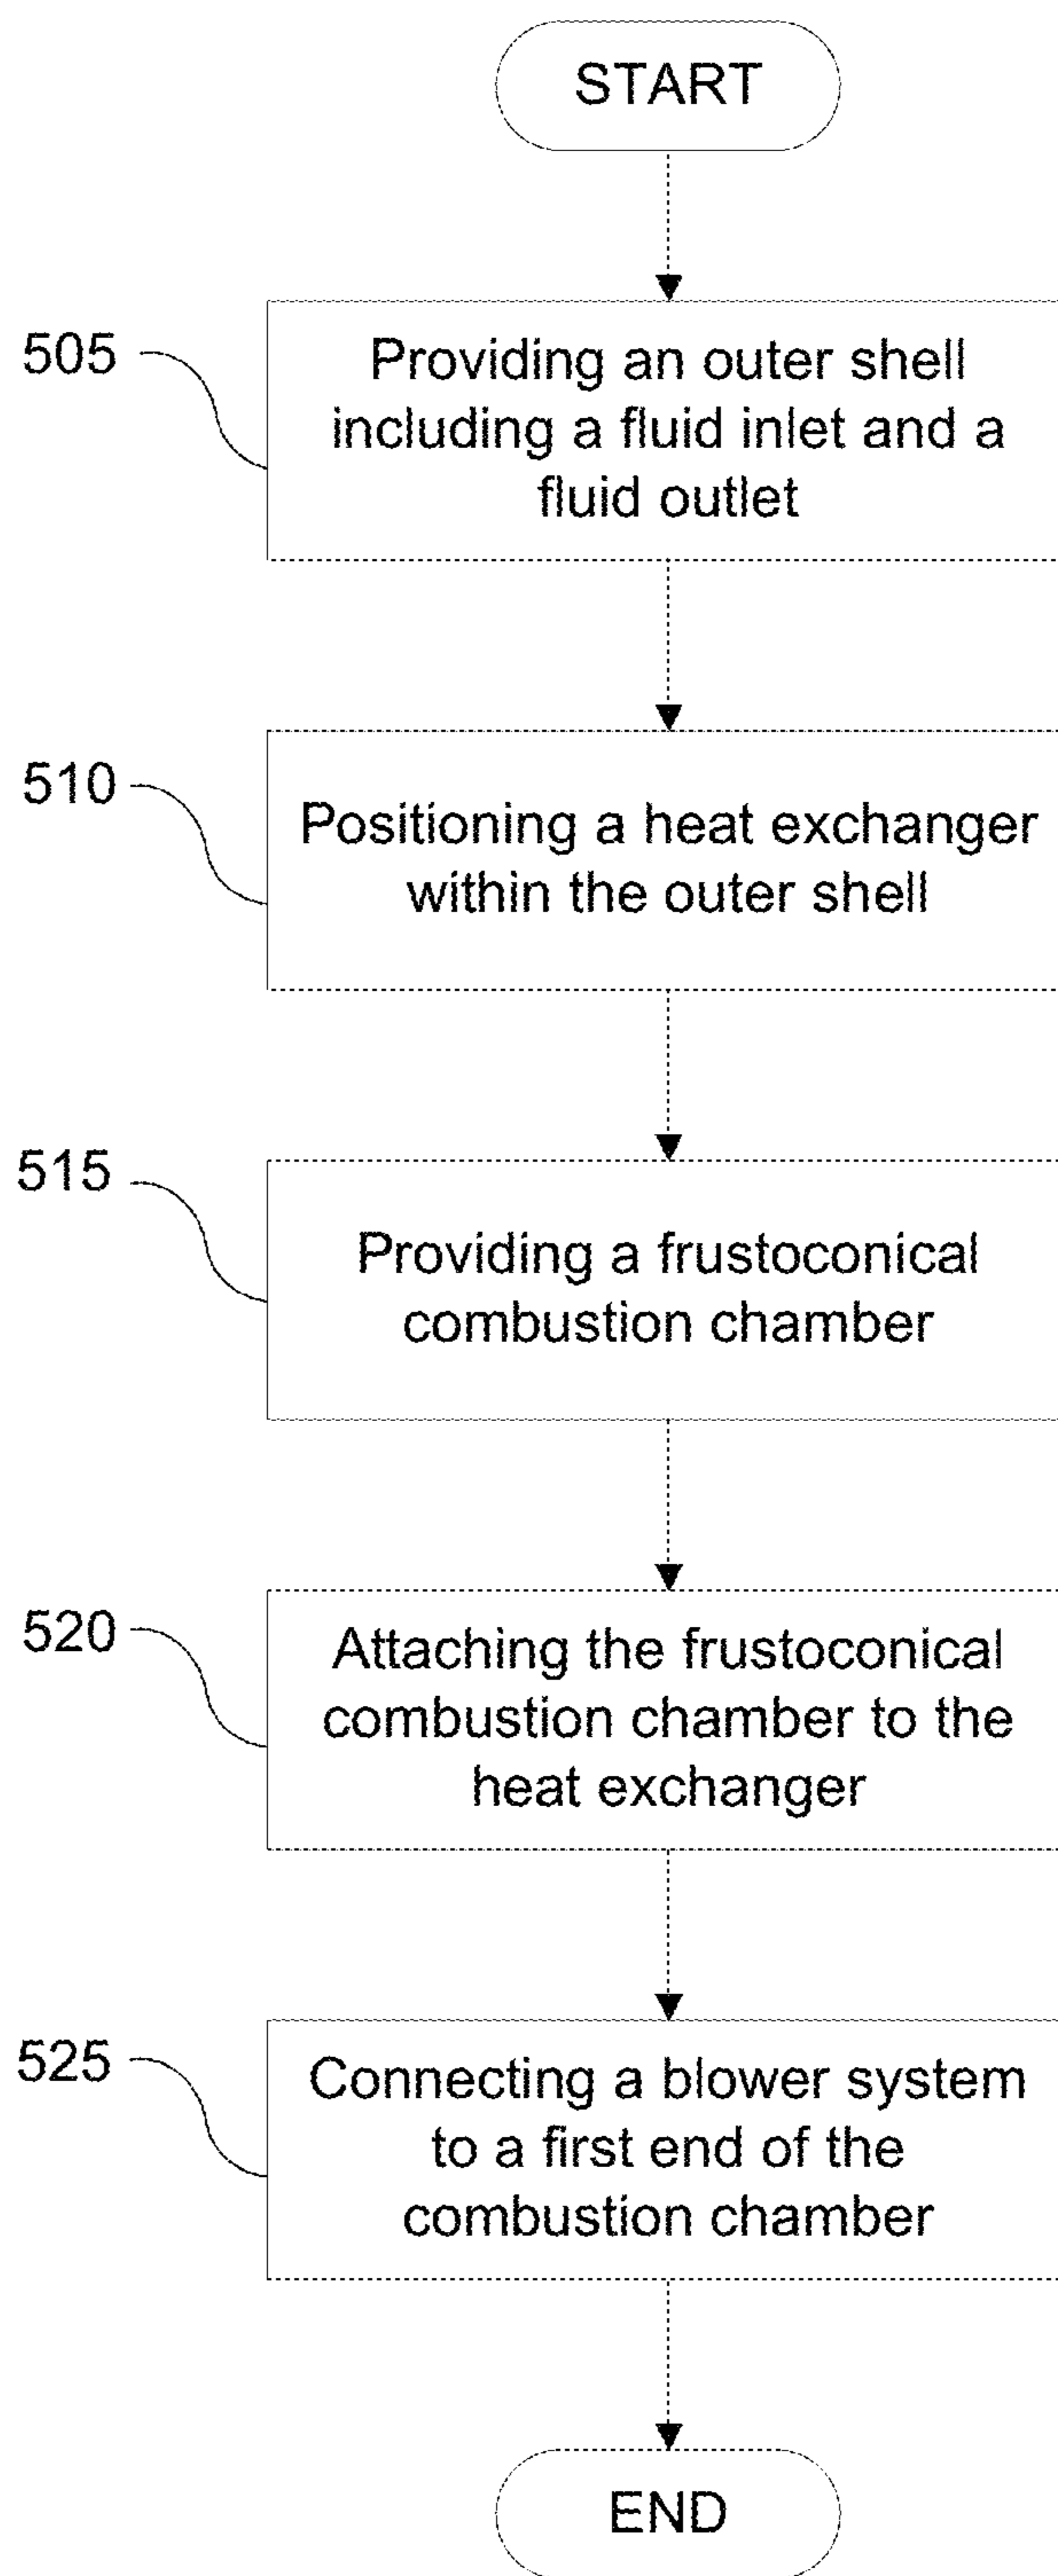 START
505
Providing an outer shell
including a fluid inlet and a
fluid outlet
510
Positioning a heat exchanger
within the outer shell
515
Providing a frustoconical
combustion chamber
520
Attaching the frustoconical
combustion chamber to the
heat exchanger
525
Connecting a blower system
to a first end of the
combustion chamber
END